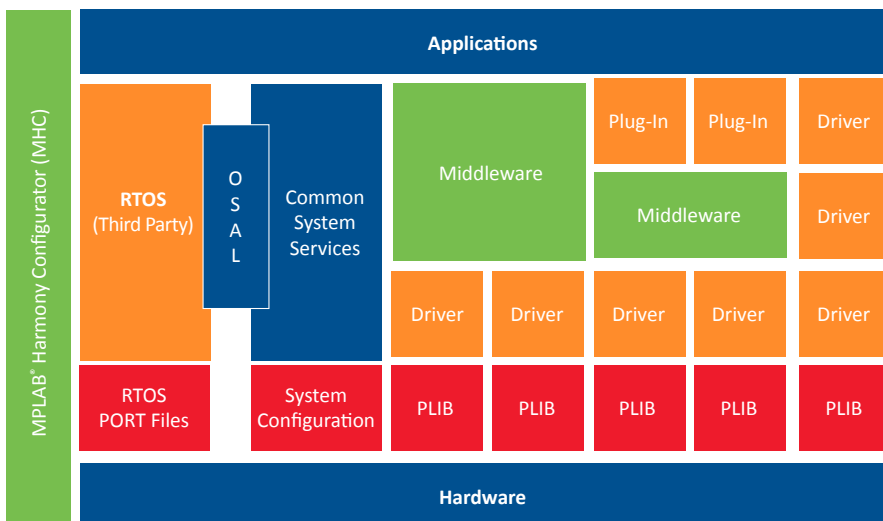 MPLAB® Harmony Configurator (MHC)
Applications
RTOS
(Third Party)
O
S
A
L
Common
System
Services
Middleware
Plug-In
Plug-In
Driver
Middleware
Driver
Driver
Driver
Driver
Driver
Driver
RTOS
PORT Files
System
Configuration
PLIB
PLIB
PLIB
PLIB
PLIB
Hardware